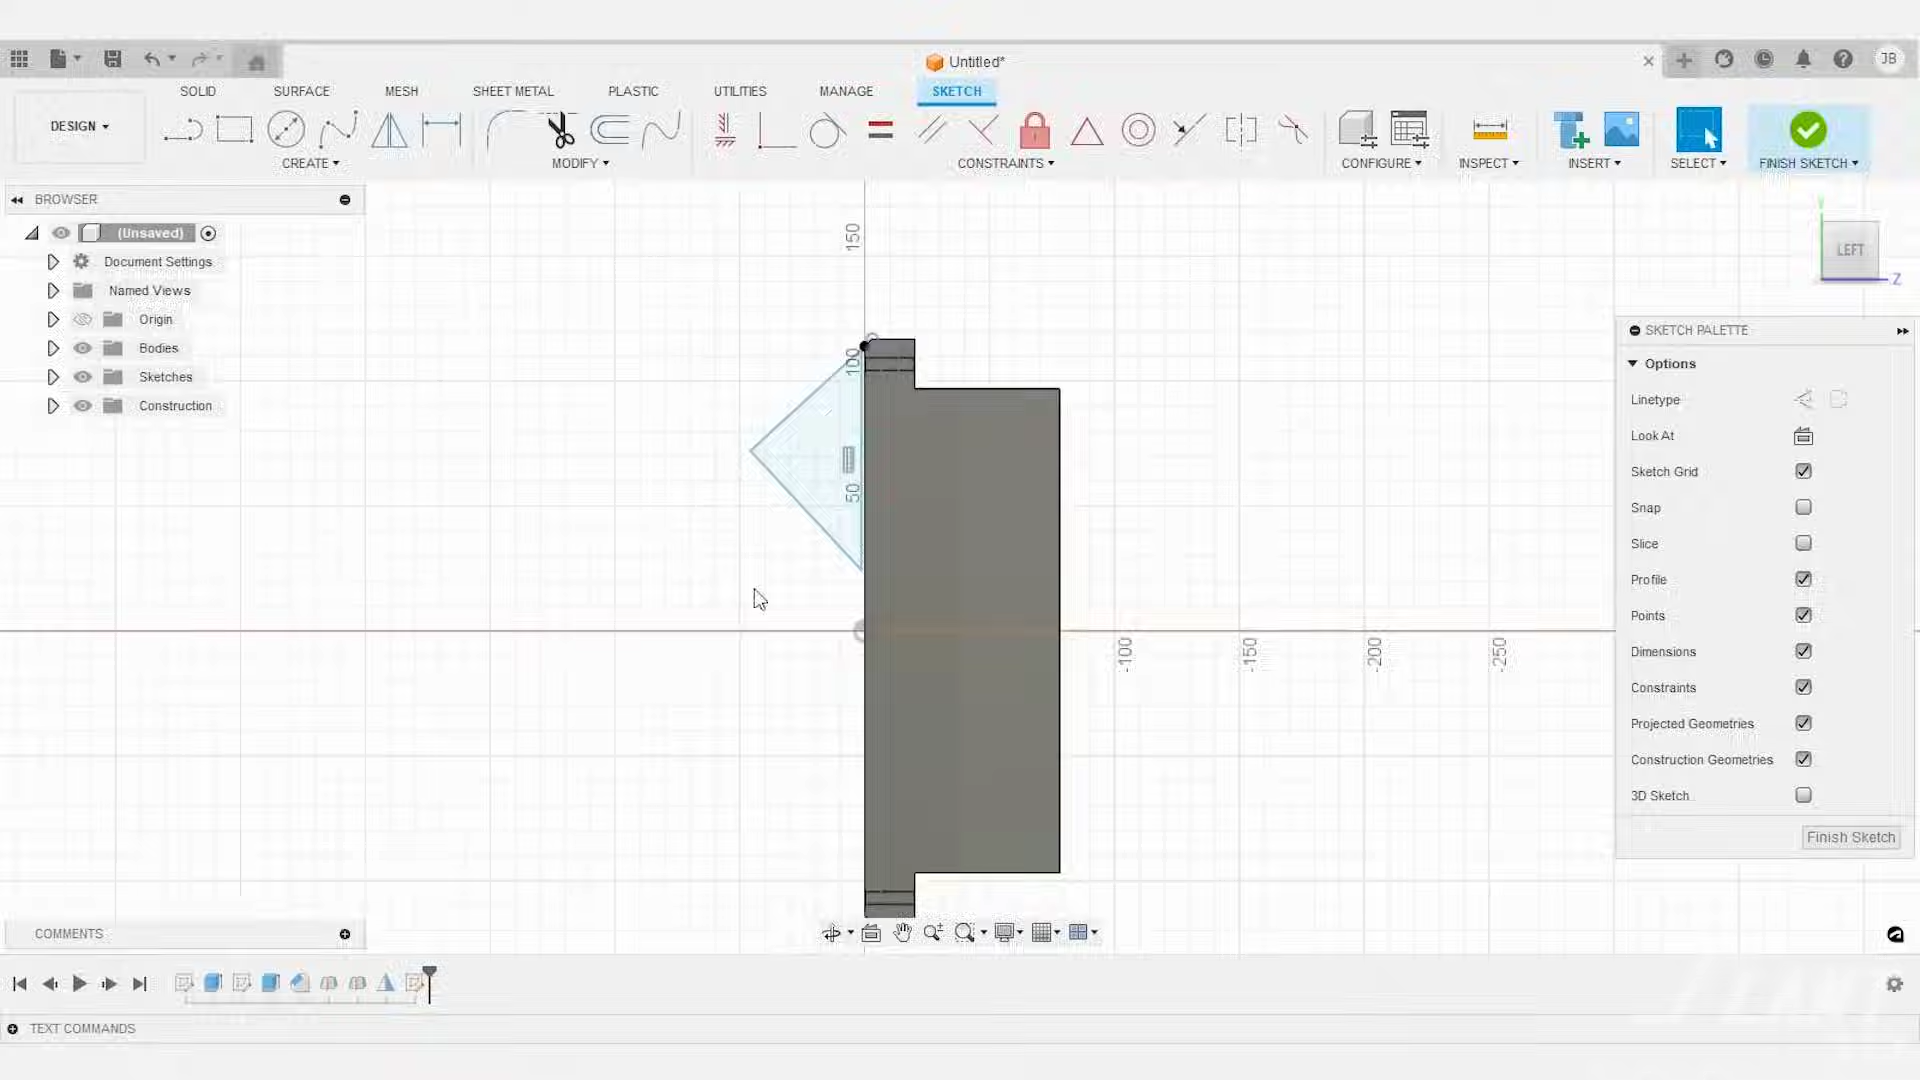 Untitled*
JB
SOLID SURFACE MESH SHEET METAL PLASTIC UTILITIES MANAGE SKETCH
DESIGN
CREATE MODIFY CONSTRAINTS CONFIGURE INSPECT INSERT SELECT FINISH SKETCH
BROWSER
(Unsaved)
Document Settings
Named Views
Origin
Bodies
Sketches
Construction
150
100
50
-100
-150
-200
-250
LEFT
Y
Z
SKETCH PALETTE
Options
Linetype
Look At
Sketch Grid
Snap
Slice
Profile
Points
Dimensions
Constraints
Projected Geometries
Construction Geometries
3D Sketch
Finish Sketch
COMMENTS
TEXT COMMANDS